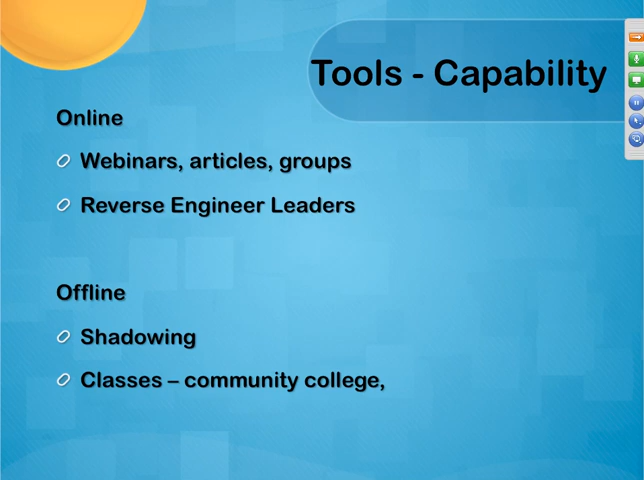 Tools - Capability
Online
Webinars, articles, groups
Reverse Engineer Leaders
Offline
Shadowing
Classes – community college,